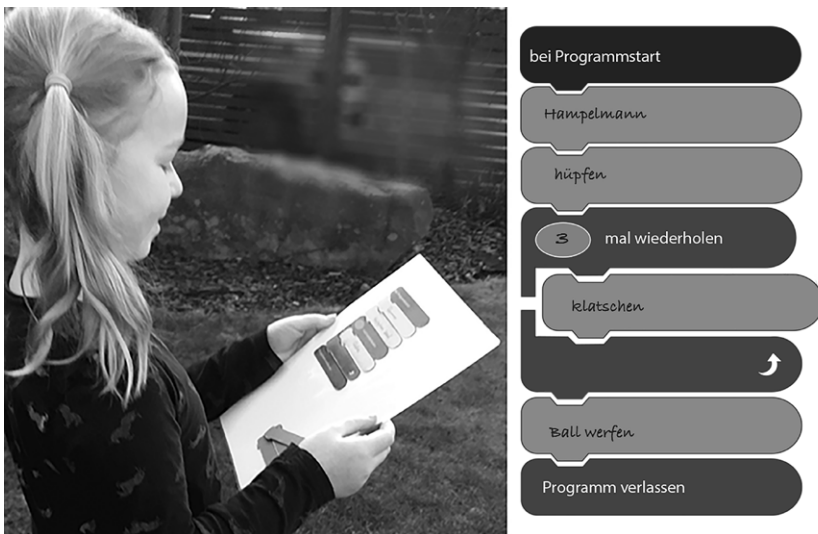 bei Programmstart
Hampelmann
hüpfen
3 mal wiederholen
klatschen
Ball werfen
Programm verlassen